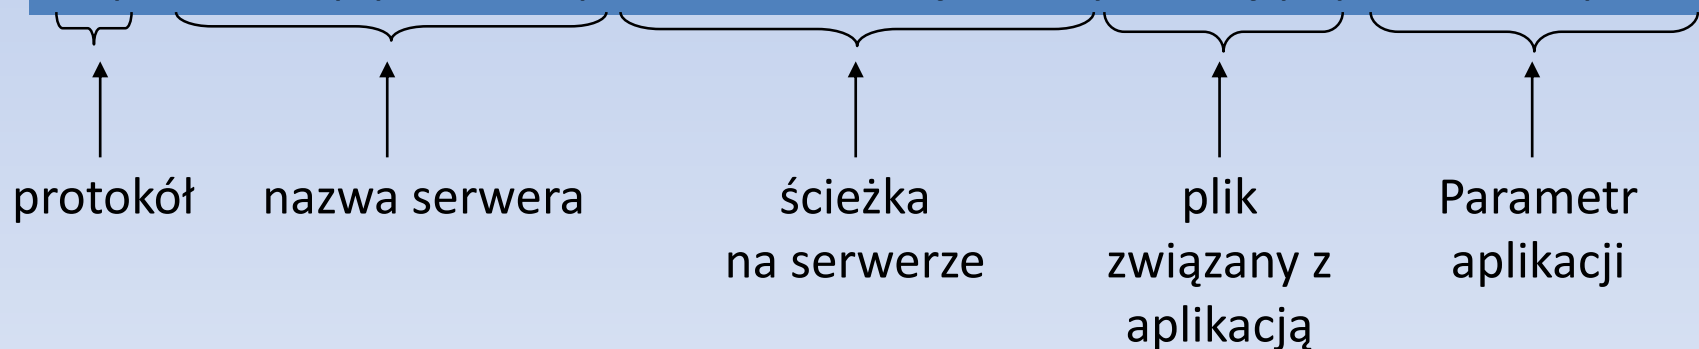 protokół nazwa serwera ścieżka plik Parametr
na serwerze związany z aplikacji
aplikacją